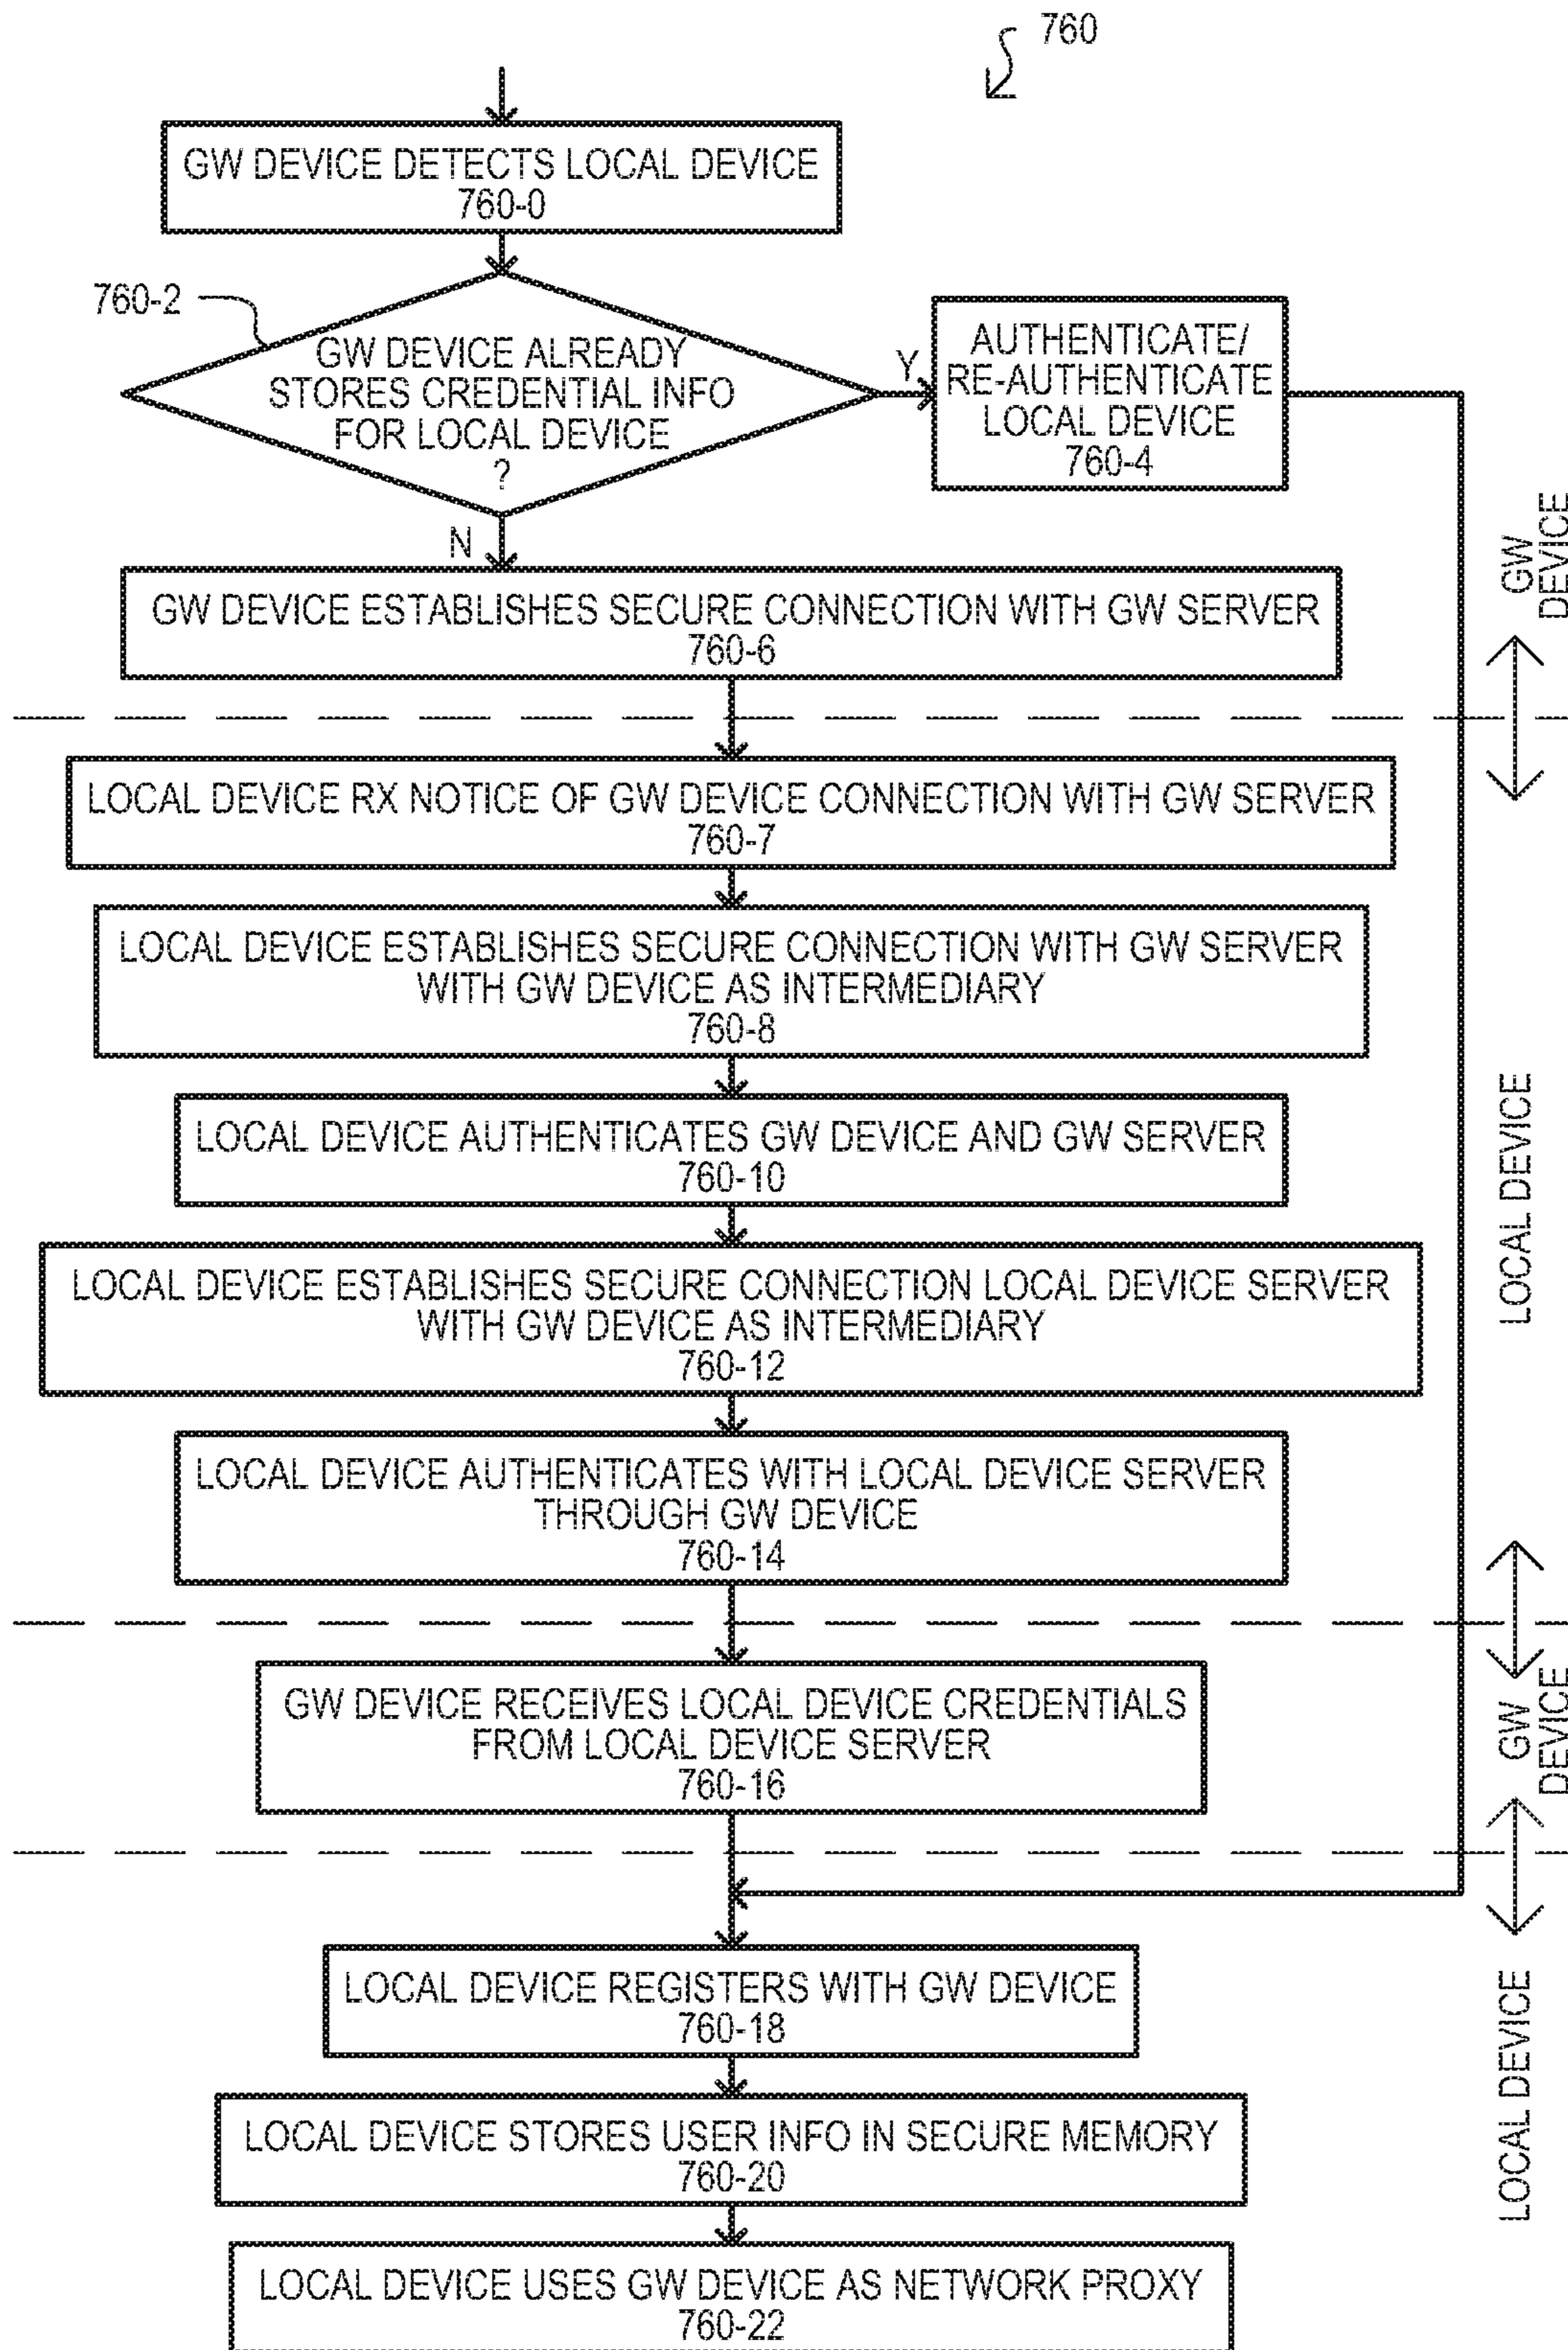 760
GW DEVICE DETECTS LOCAL DEVICE
760-0
760-2
GW DEVICE ALREADY
STORES CREDENTIAL INFO
FOR LOCAL DEVICE
?
Y
AUTHENTICATE/
RE-AUTHENTICATE
LOCAL DEVICE
760-4
N
GW DEVICE ESTABLISHES SECURE CONNECTION WITH GW SERVER
760-6
GW
DEVICE
LOCAL DEVICE RX NOTICE OF GW DEVICE CONNECTION WITH GW SERVER
760-7
LOCAL DEVICE ESTABLISHES SECURE CONNECTION WITH GW SERVER
WITH GW DEVICE AS INTERMEDIARY
760-8
LOCAL DEVICE AUTHENTICATES GW DEVICE AND GW SERVER
760-10
LOCAL DEVICE ESTABLISHES SECURE CONNECTION LOCAL DEVICE SERVER
WITH GW DEVICE AS INTERMEDIARY
760-12
LOCAL DEVICE
LOCAL DEVICE AUTHENTICATES WITH LOCAL DEVICE SERVER
THROUGH GW DEVICE
760-14
GW DEVICE RECEIVES LOCAL DEVICE CREDENTIALS
FROM LOCAL DEVICE SERVER
760-16
GW
DEVICE
LOCAL DEVICE REGISTERS WITH GW DEVICE
760-18
LOCAL DEVICE STORES USER INFO IN SECURE MEMORY
760-20
LOCAL DEVICE USES GW DEVICE AS NETWORK PROXY
760-22
LOCAL DEVICE